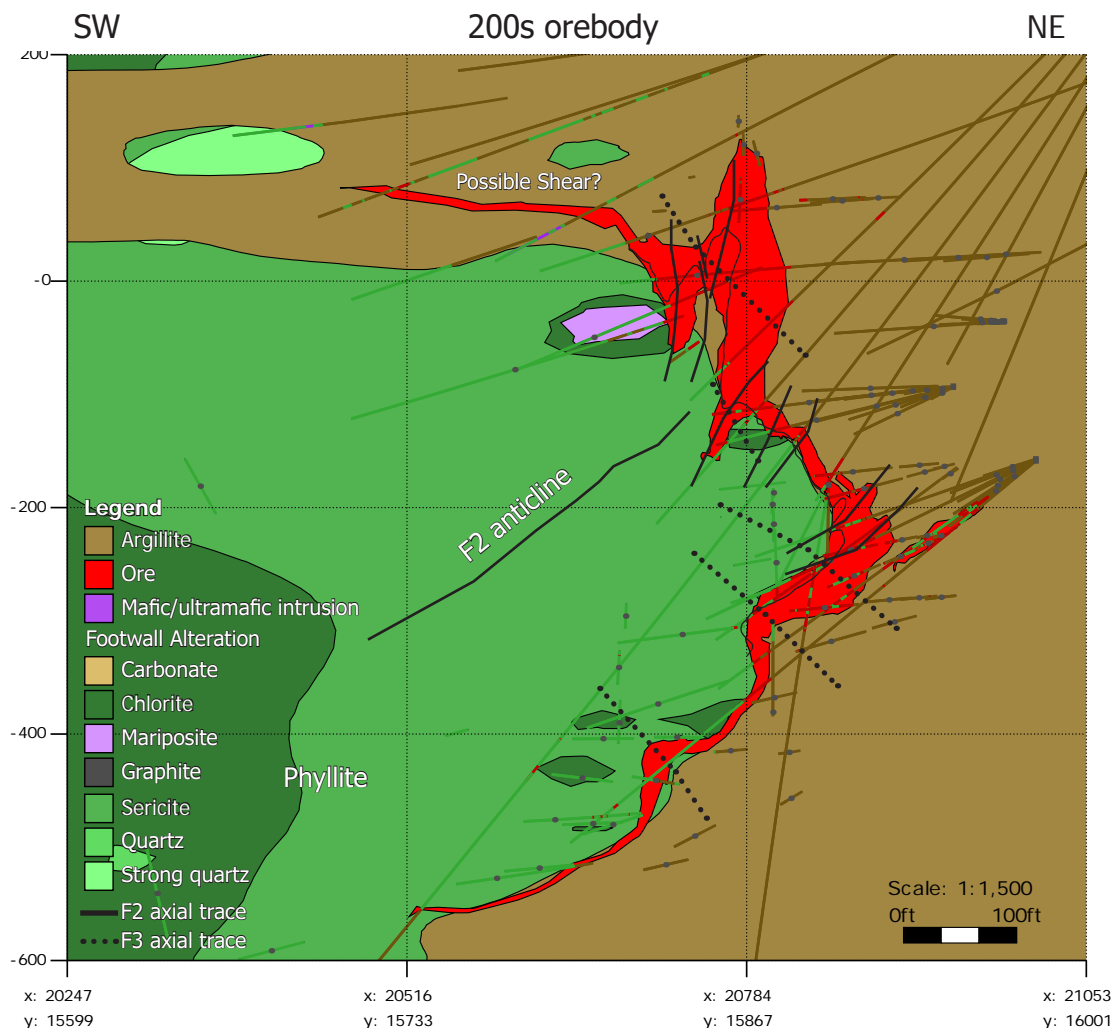 SW 200s orebody NE
200
Possible Shear?
-0
F2 anticline
-200
Legend
Argillite
Ore
Mafic/ultramafic intrusion
Footwall Alteration
Carbonate
Chlorite
-400
Mariposite
Graphite
Phyllite
Sericite
Quartz
Strong quartz
F2 axial trace
F3 axial trace
Scale: 1:1,500
0ft 100ft
-600
x: 20247 x: 20516 x: 20784 x: 21053
y: 15599 y: 15733 y: 15867 y: 16001